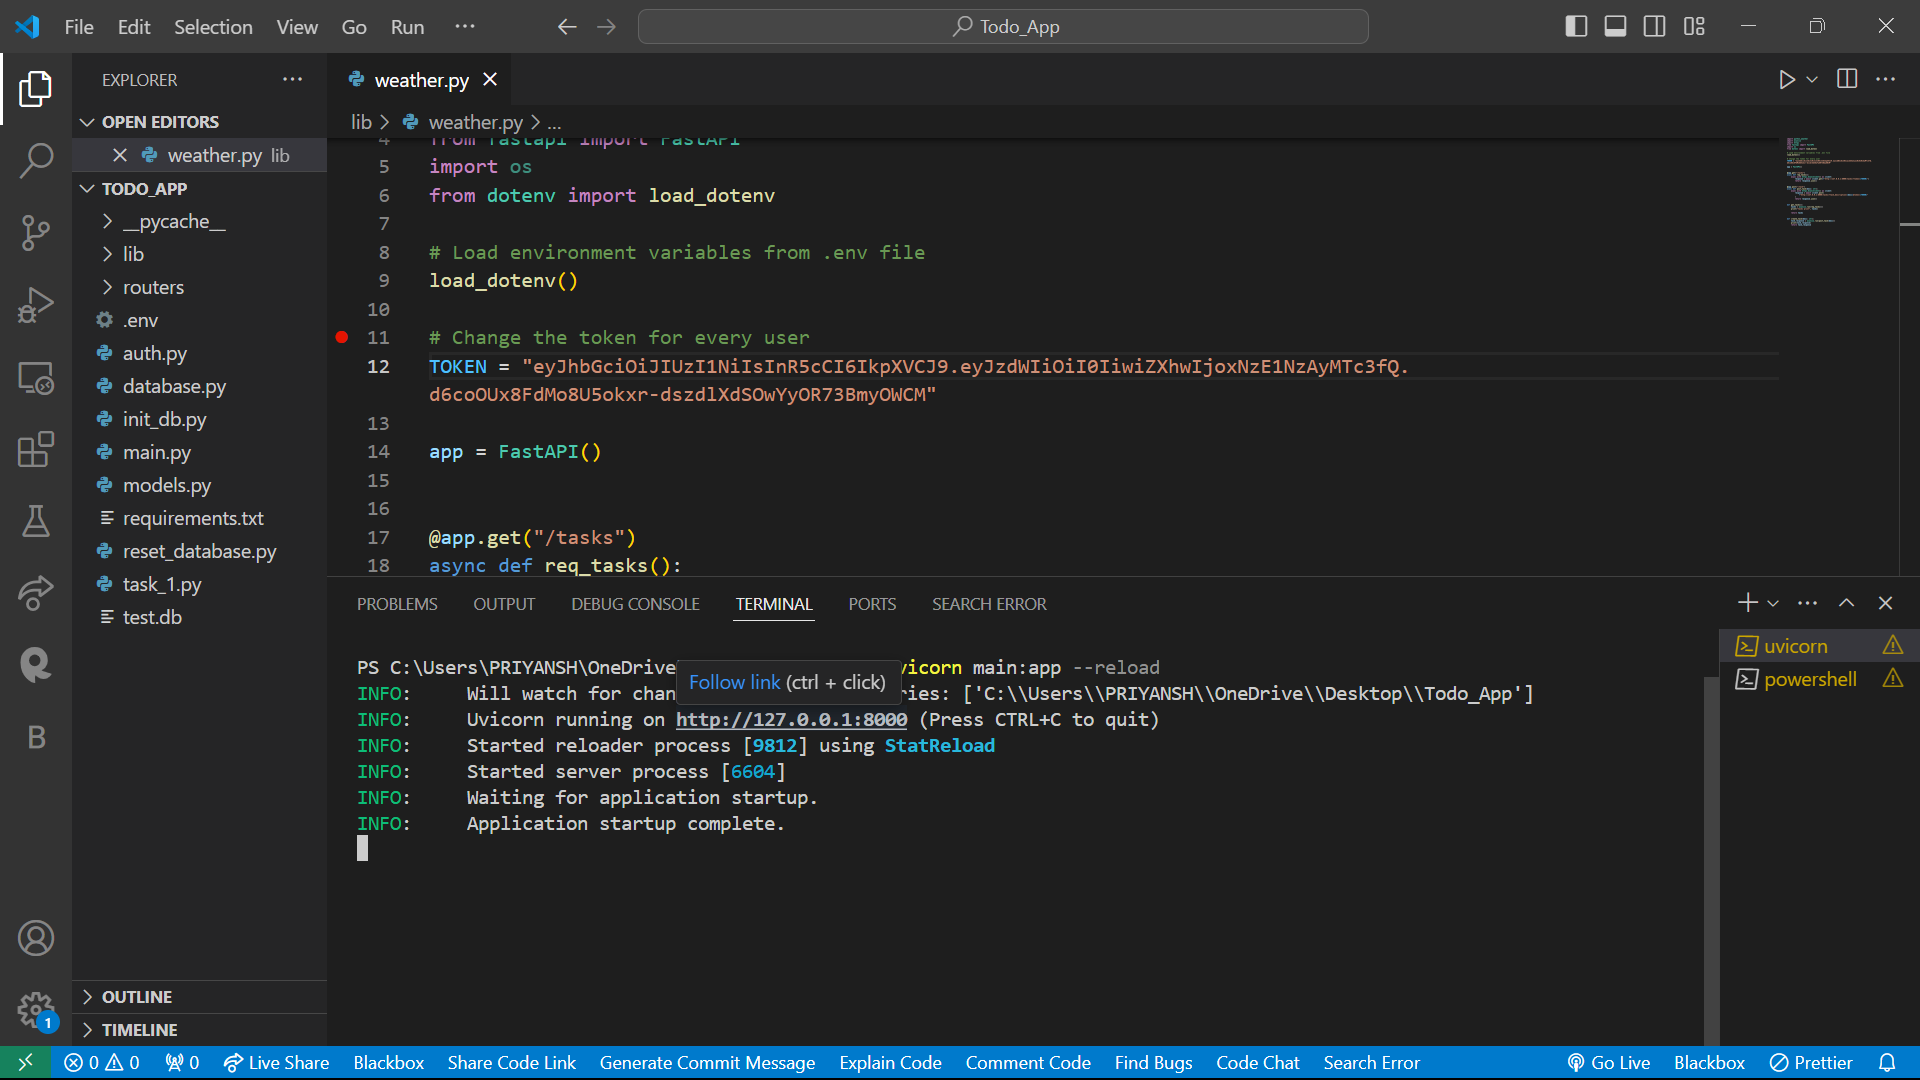 File Edit Selection View Go Run ··· Todo_App
EXPLORER
OPEN EDITORS
weather.py lib
TODO_APP
__pycache__
lib
routers
.env
auth.py
database.py
init_db.py
main.py
models.py
requirements.txt
reset_database.py
task_1.py
test.db
OUTLINE
TIMELINE
weather.py
lib > weather.py > ...
4 from fastapi import FastAPI
5 import os
6 from dotenv import load_dotenv
7
8 # Load environment variables from .env file
9 load_dotenv()
10
11 # Change the token for every user
12 TOKEN = "eyJhbGciOiJIUzI1NiIsInR5cCI6IkpXVCJ9.eyJzdWIiOiI0IiwiZXhwIjoxNzE1NzAyMTc3fQ.
d6coOUx8FdMo8U5okxr-dszdlXdSOwYyOR73BmyOWCM"
13
14 app = FastAPI()
15
16
17 @app.get("/tasks")
18 async def req_tasks():
PROBLEMS OUTPUT DEBUG CONSOLE TERMINAL PORTS SEARCH ERROR
PS C:\Users\PRIYANSH\OneDrive vicorn main:app --reload
Follow link (ctrl + click)
INFO: Will watch for chan ries: ['C:\\Users\\PRIYANSH\\OneDrive\\Desktop\\Todo_App']
INFO: Uvicorn running on http://127.0.0.1:8000 (Press CTRL+C to quit)
INFO: Started reloader process [9812] using StatReload
INFO: Started server process [6604]
INFO: Waiting for application startup.
INFO: Application startup complete.
uvicorn
powershell
B
1
0 0 0 Live Share Blackbox Share Code Link Generate Commit Message Explain Code Comment Code Find Bugs Code Chat Search Error Go Live Blackbox Prettier